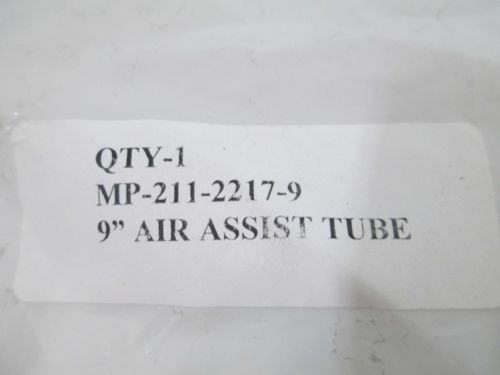 QTY-1
MP-211-2217-9
9” AIR ASSIST TUBE